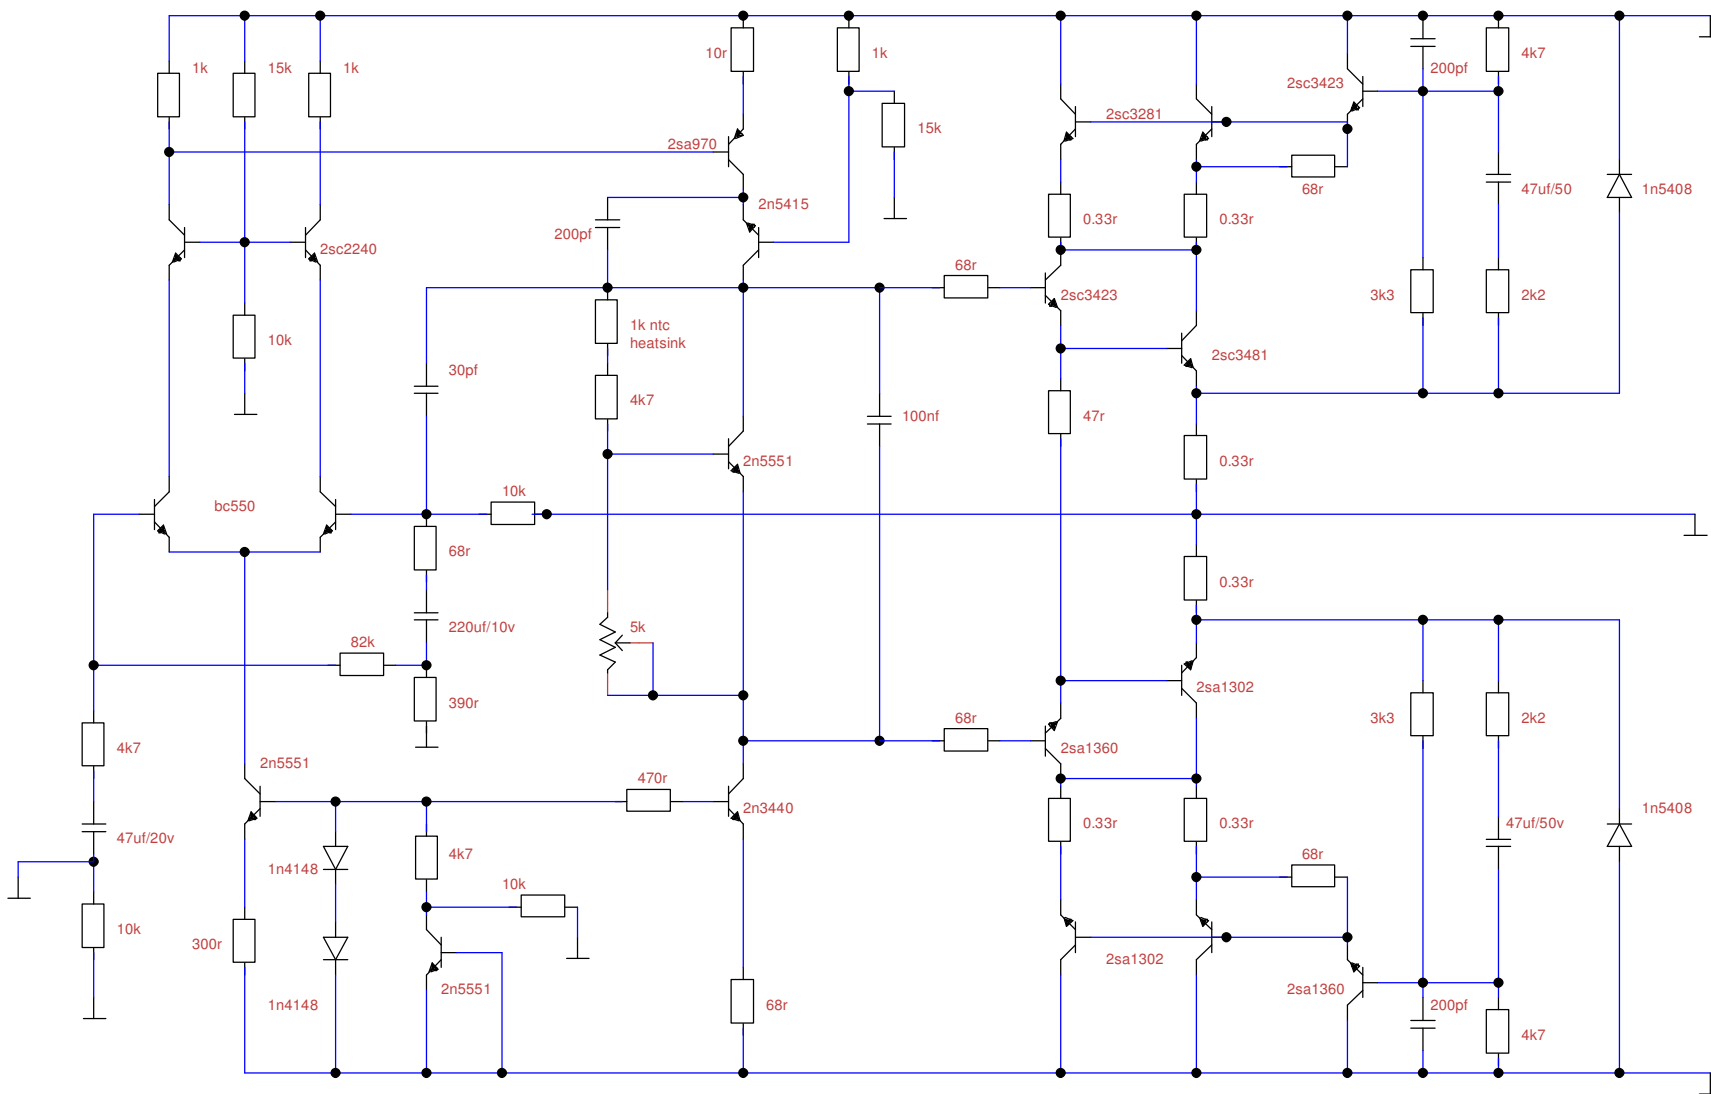 10r
1k
4k7
1k
15k
1k
200pf
2sc3423
2sc3281
15k
2sa970
68r
47uf/50
1n5408
2n5415
0.33r
0.33r
200pf
2sc2240
68r
2sc3423
3k3
2k2
1k ntc
heatsink
10k
2sc3481
30pf
4k7
47r
100nf
2n5551
0.33r
10k
bc550
68r
0.33r
220uf/10v
5k
82k
2sa1302
390r
68r
3k3
2k2
4k7
2sa1360
2n5551
470r
2n3440
1n5408
0.33r
0.33r
47uf/50v
47uf/20v
4k7
68r
1n4148
10k
10k
300r
2sa1302
2n5551
2sa1360
1n4148
68r
200pf
4k7